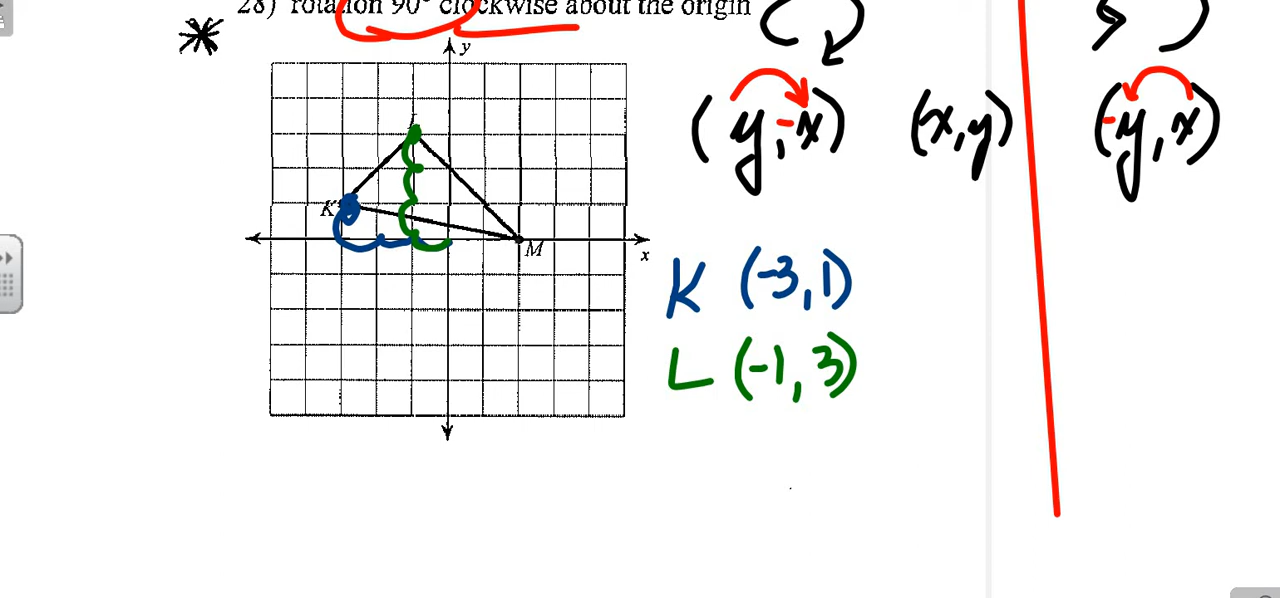 28) rotation 90° clockwise about the origin
*
y
(y, -x) (x, y) (-y, x)
K
M
x
K (-3, 1)
L (-1, 3)